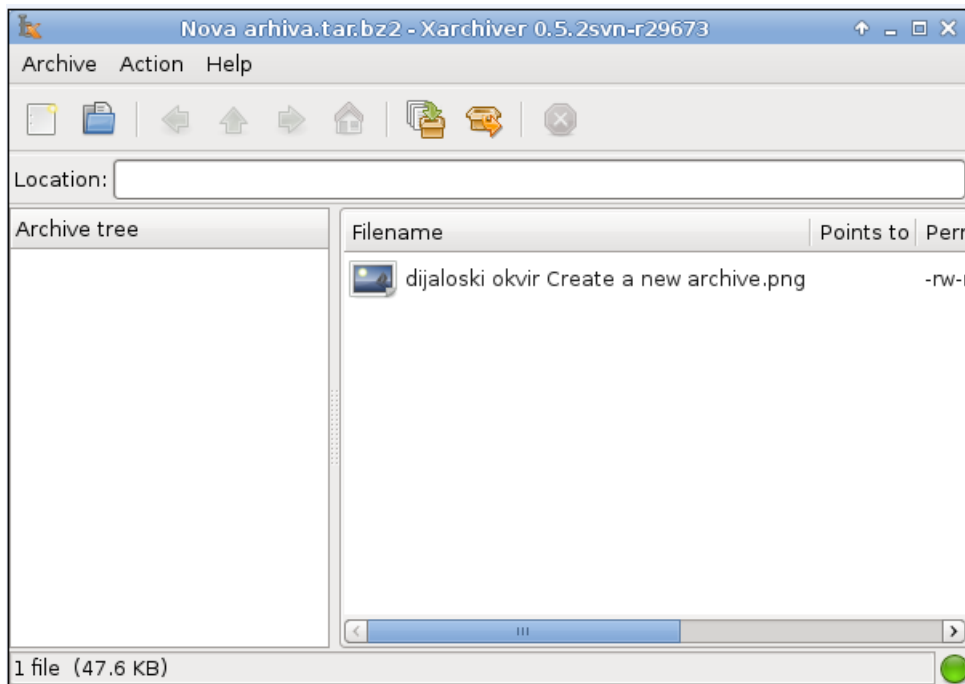 Nova arhiva.tar.bz2 - Xarchiver 0.5.2svn-r29673
Archive Action Help
Location:
Archive tree
Filename Points to
dijaloski okvir Create a new archive.png
1 file (47.6 KB)